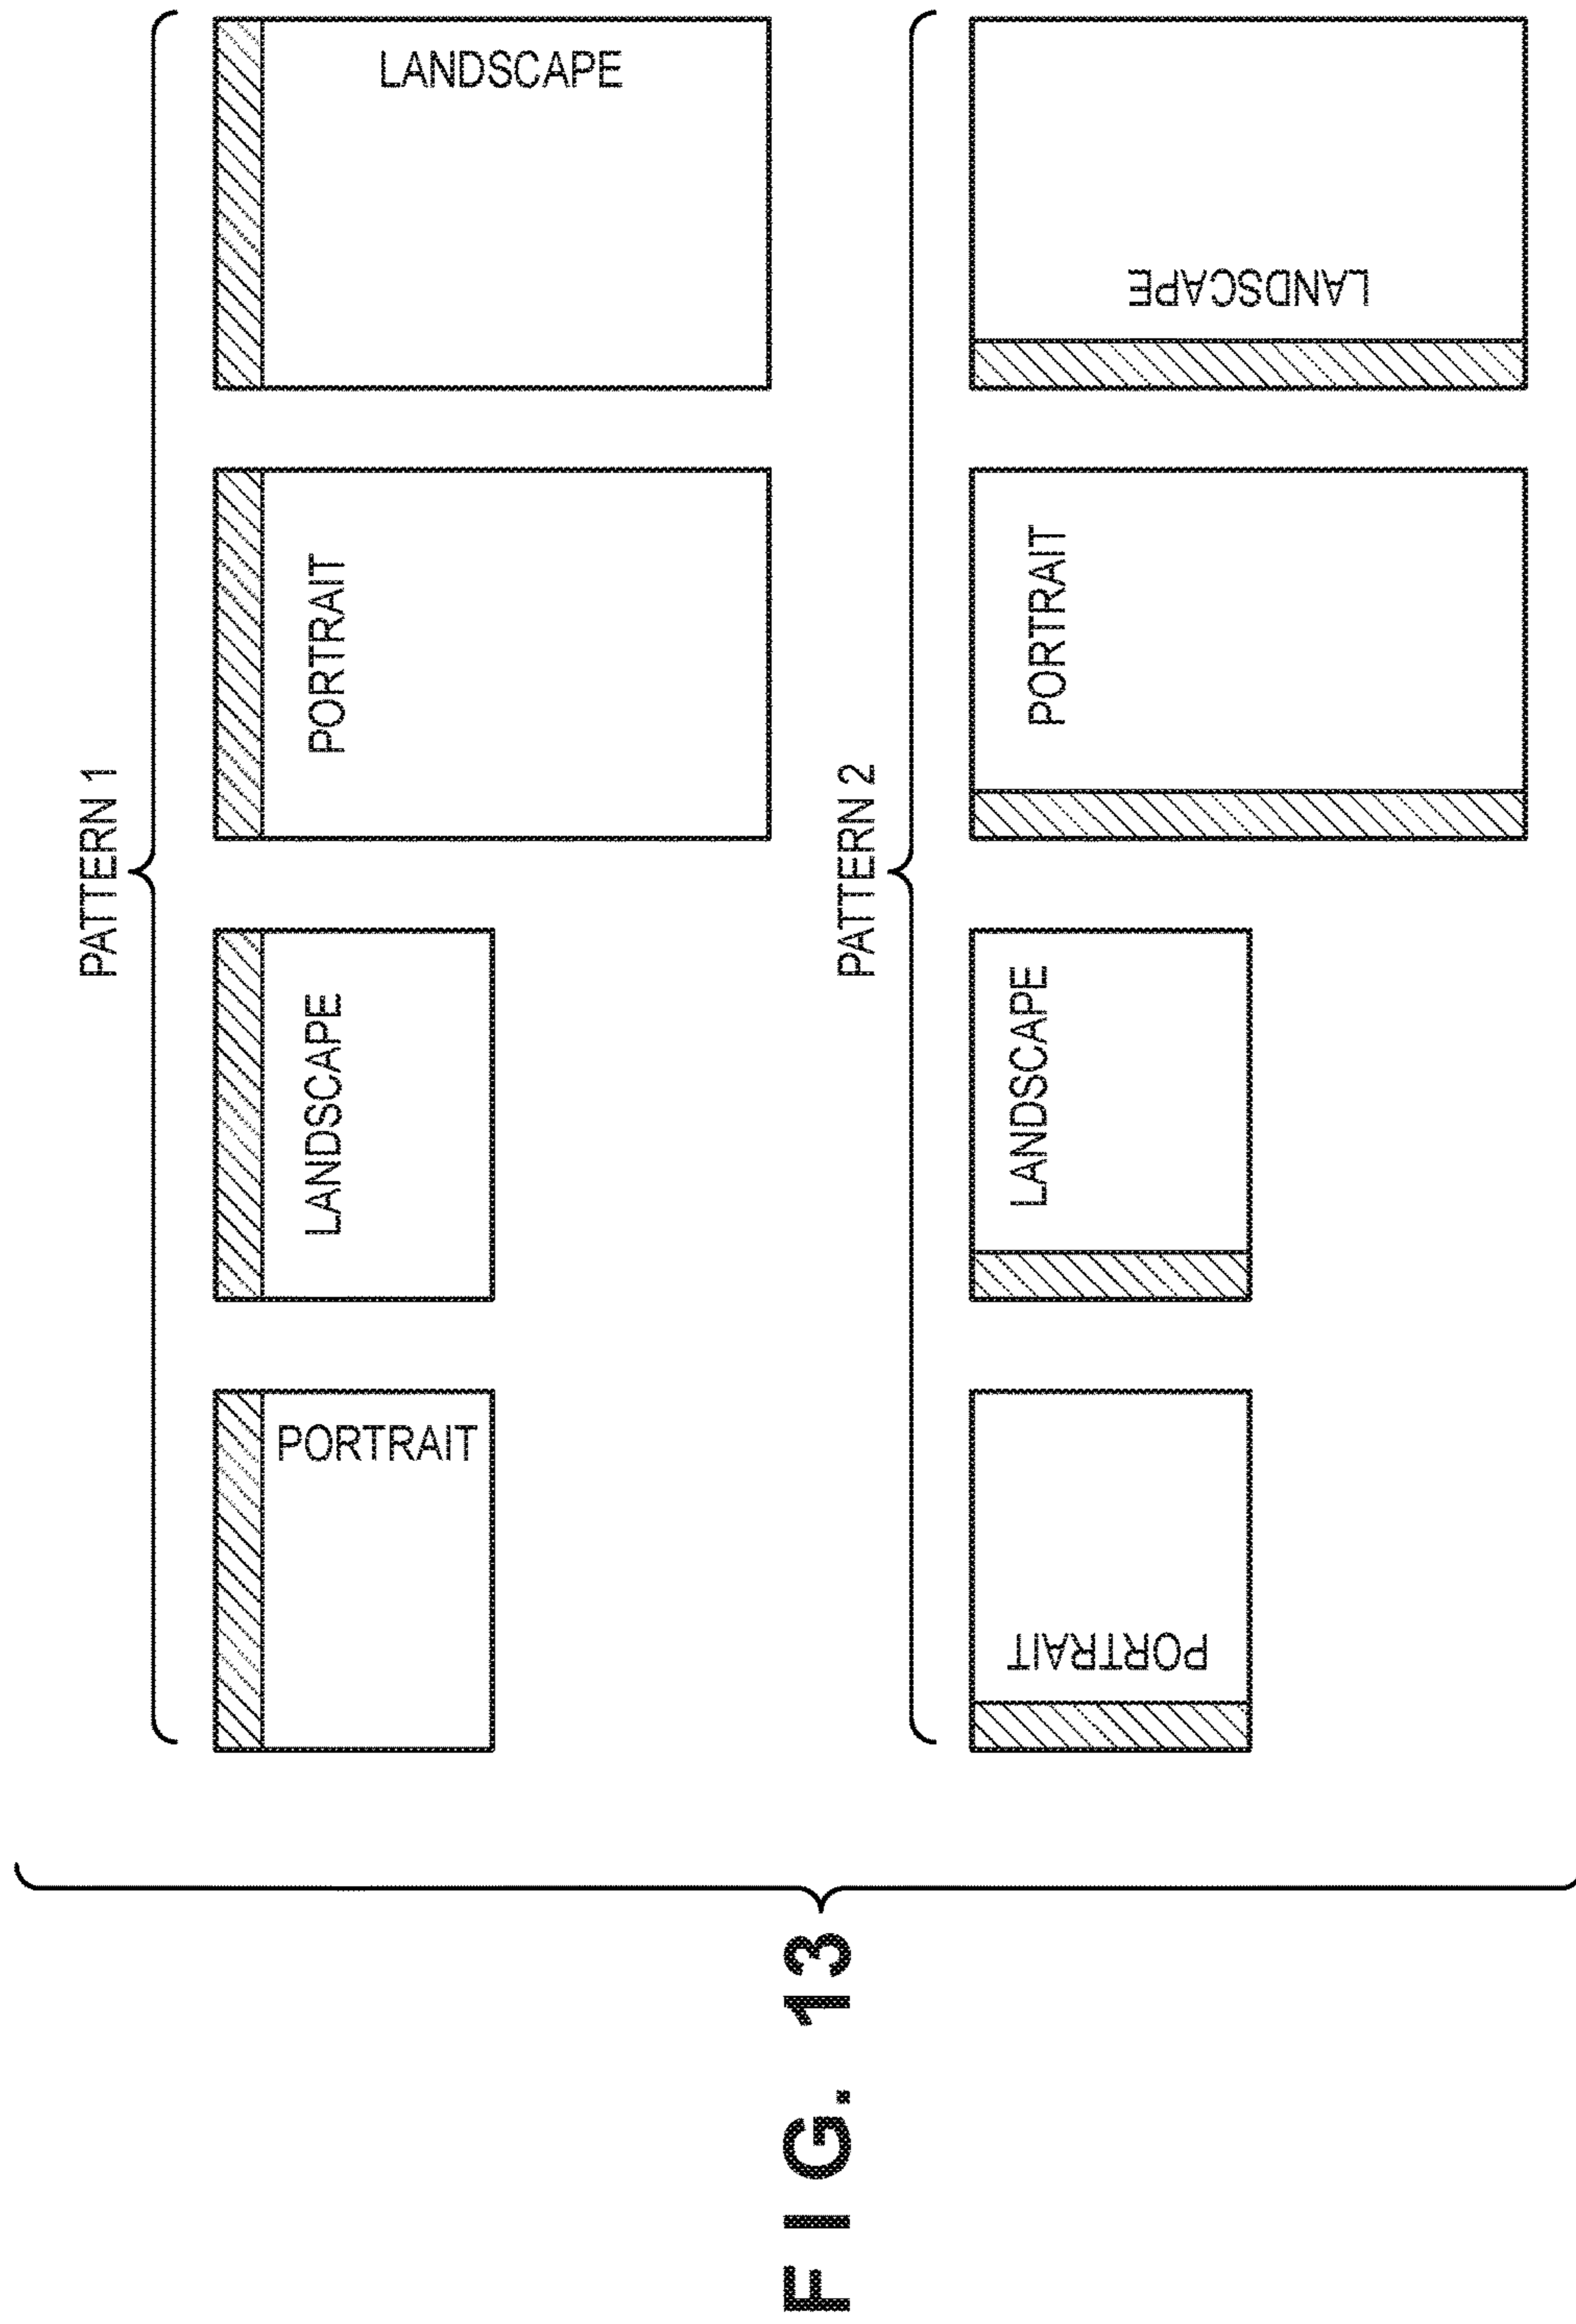 FIG. 13
PATTERN 1
PORTRAIT
LANDSCAPE
PORTRAIT
LANDSCAPE
PATTERN 2
PORTRAIT
LANDSCAPE
PORTRAIT
LANDSCAPE